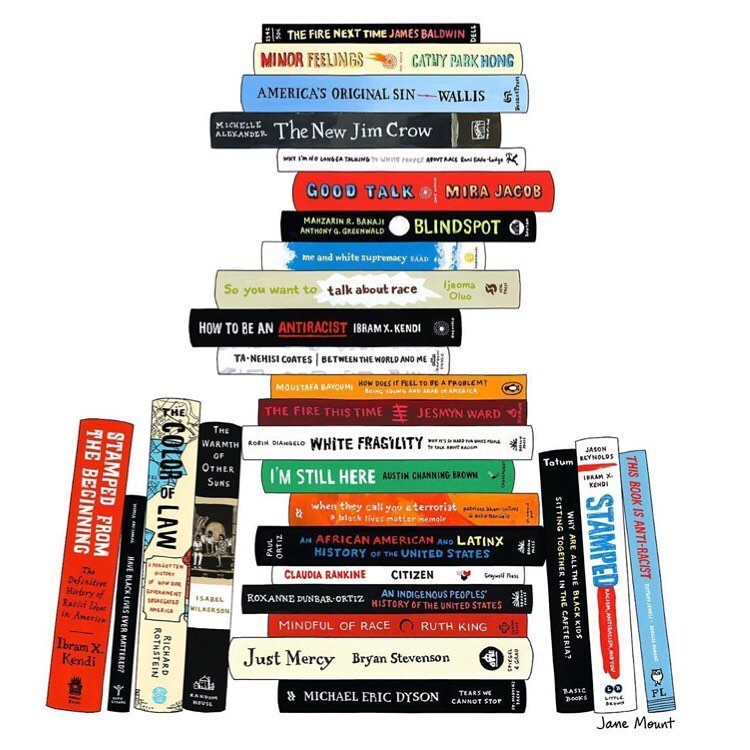 THE FIRE NEXT TIME JAMES BALDWIN DELL
MINOR FEELINGS CATHY PARK HONG
AMERICA'S ORIGINAL SIN — WALLIS
MICHELLE
ALEXANDER The New Jim Crow
WHY I'M NO LONGER TALKING TO WHITE PEOPLE ABOUT RACE Reni Eddo-Lodge
GOOD TALK MIRA JACOB
MAHZARIN R. BANAJI
ANTHONY G. GREENWALD BLINDSPOT
me and white supremacy SAAD
So you want to talk about race Ijeoma
Oluo
HOW TO BE AN ANTIRACIST IBRAM X. KENDI
TA-NEHISI COATES | BETWEEN THE WORLD AND ME
MOUSTAFA BAYOUMI HOW DOES IT FEEL TO BE A PROBLEM?
BEING YOUNG AND ARAB IN AMERICA
THE FIRE THIS TIME JESMYN WARD
ROBIN DIANGELO WHITE FRAGILITY WHY IT'S SO HARD FOR WHITE PEOPLE
TO TALK ABOUT RACISM
I'M STILL HERE AUSTIN CHANNING BROWN
when they call you a terrorist
a black lives matter memoir
PAUL
ORTIZ
AN AFRICAN AMERICAN AND LATINX
HISTORY OF THE UNITED STATES
CLAUDIA RANKINE CITIZEN Graywolf Press
ROXANNE DUNBAR-ORTIZ AN INDIGENOUS PEOPLES'
HISTORY OF THE UNITED STATES
MINDFUL OF RACE RUTH KING
Just Mercy Bryan Stevenson SPIEGEL
& GRAU
MICHAEL ERIC DYSON TEARS WE
CANNOT STOP
STAMPED FROM
THE BEGINNING
The
Definitive
History of
Racist Ideas
in America
Ibram X.
Kendi
HAVE BLACK LIVES EVER MATTERED?
THE
COLOR
OF
LAW
A FORGOTTEN
HISTORY
OF HOW OUR
GOVERNMENT
SEGREGATED
AMERICA
RICHARD
ROTHSTEIN
THE
WARMTH
OF
OTHER
SUNS
ISABEL
WILKERSON
RANDOM
HOUSE
Tatum
WHY ARE ALL THE BLACK KIDS
SITTING TOGETHER IN THE CAFETERIA?
BASIC
BOOKS
JASON
REYNOLDS
IBRAM X.
KENDI
STAMPED
RACISM, ANTIRACISM, AND YOU
LITTLE,
BROWN
THIS BOOK IS ANTI-RACIST
FL
Jane Mount